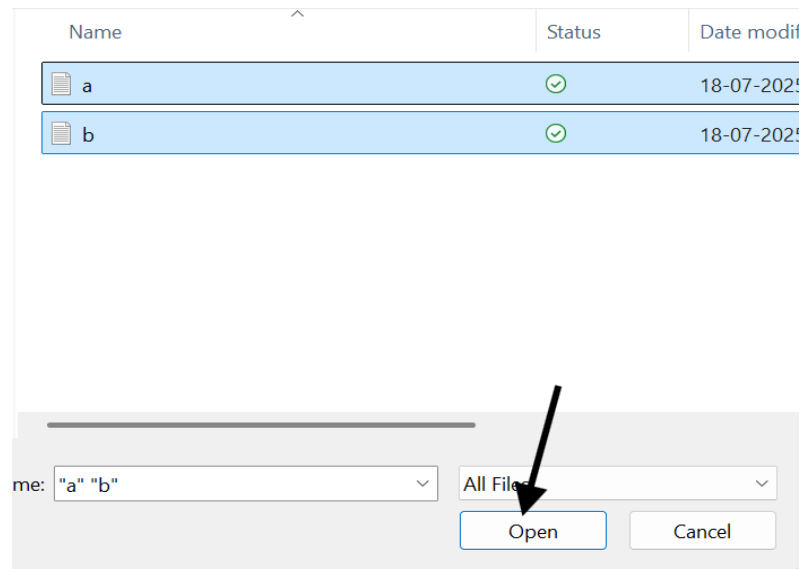 Name Status Date modif
a 18-07-2025
b 18-07-2025
me: "a" "b" All Files
Open Cancel